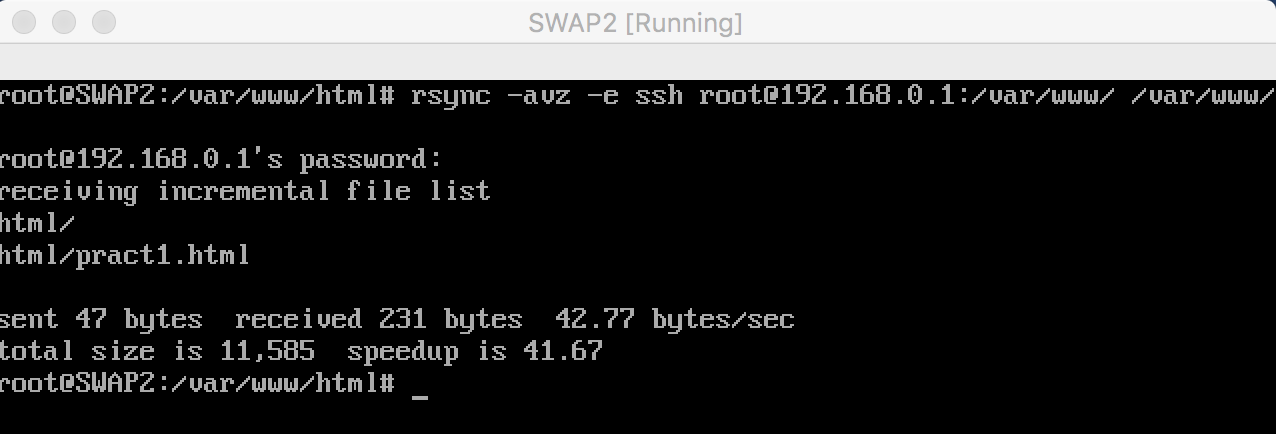 SWAP2 [Running]
root@SWAP2:/var/www/html# rsync -avz -e ssh root@192.168.0.1:/var/www/ /var/www/
root@192.168.0.1's password:
receiving incremental file list
html/
html/pract1.html
sent 47 bytes  received 231 bytes  42.77 bytes/sec
total size is 11,585  speedup is 41.67
root@SWAP2:/var/www/html# _